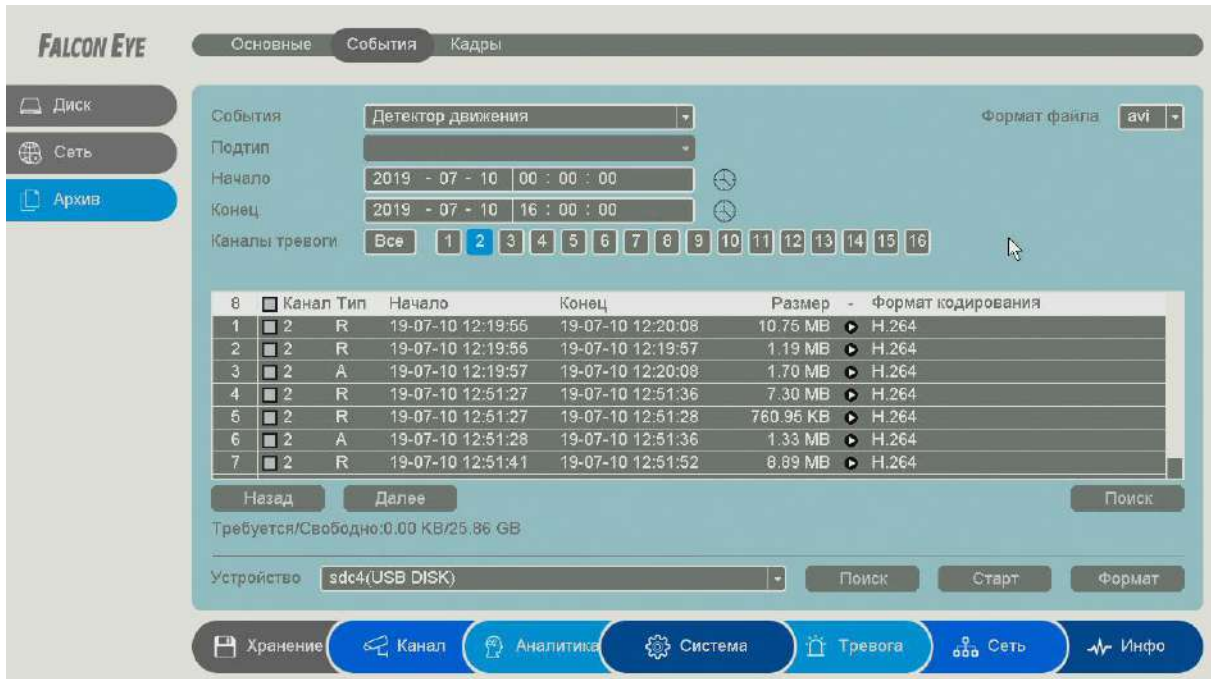 FALCON EYE
Основные События Кадры
Диск
Сеть
Архив
События Детектор движения Формат файла avi
Подтип
Начало 2019 - 07 - 10 00 : 00 : 00
Конец 2019 - 07 - 10 16 : 00 : 00
Каналы тревоги Все 1 2 3 4 5 6 7 8 9 10 11 12 13 14 15 16
8 Канал Тип Начало Конец Размер - Формат кодирования
1 2 R 19-07-10 12:19:55 19-07-10 12:20:08 10.75 MB H.264
2 2 R 19-07-10 12:19:55 19-07-10 12:19:57 1.19 MB H.264
3 2 A 19-07-10 12:19:57 19-07-10 12:20:08 1.70 MB H.264
4 2 R 19-07-10 12:51:27 19-07-10 12:51:36 7.30 MB H.264
5 2 R 19-07-10 12:51:27 19-07-10 12:51:28 760.95 KB H.264
6 2 A 19-07-10 12:51:28 19-07-10 12:51:36 1.33 MB H.264
7 2 R 19-07-10 12:51:41 19-07-10 12:51:52 8.89 MB H.264
Назад Далее Поиск
Требуется/Свободно:0.00 KB/25.86 GB
Устройство sdc4(USB DISK) Поиск Старт Формат
Хранение Канал Аналитика Система Тревога Сеть Инфо